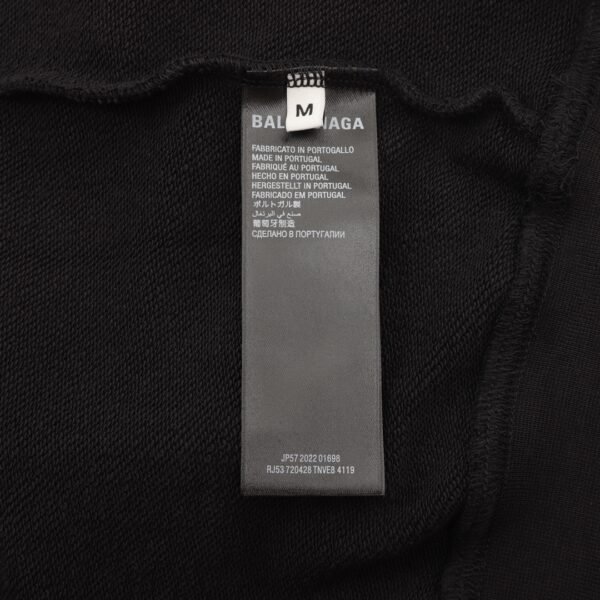 M
BAL NAGA
FABBRICATO IN PORTOGALLO
MADE IN PORTUGAL
FABRIQUÉ AU PORTUGAL
HECHO EN PORTUGAL
HERGESTELLT IN PORTUGAL
FABRICADO EM PORTUGAL
ポルトガル製
صنع في البرتغال
葡萄牙制造
СДЕЛАНО В ПОРТУГАЛИИ
JP57 2022 01698
RJ53-720428 TNVE8 4119